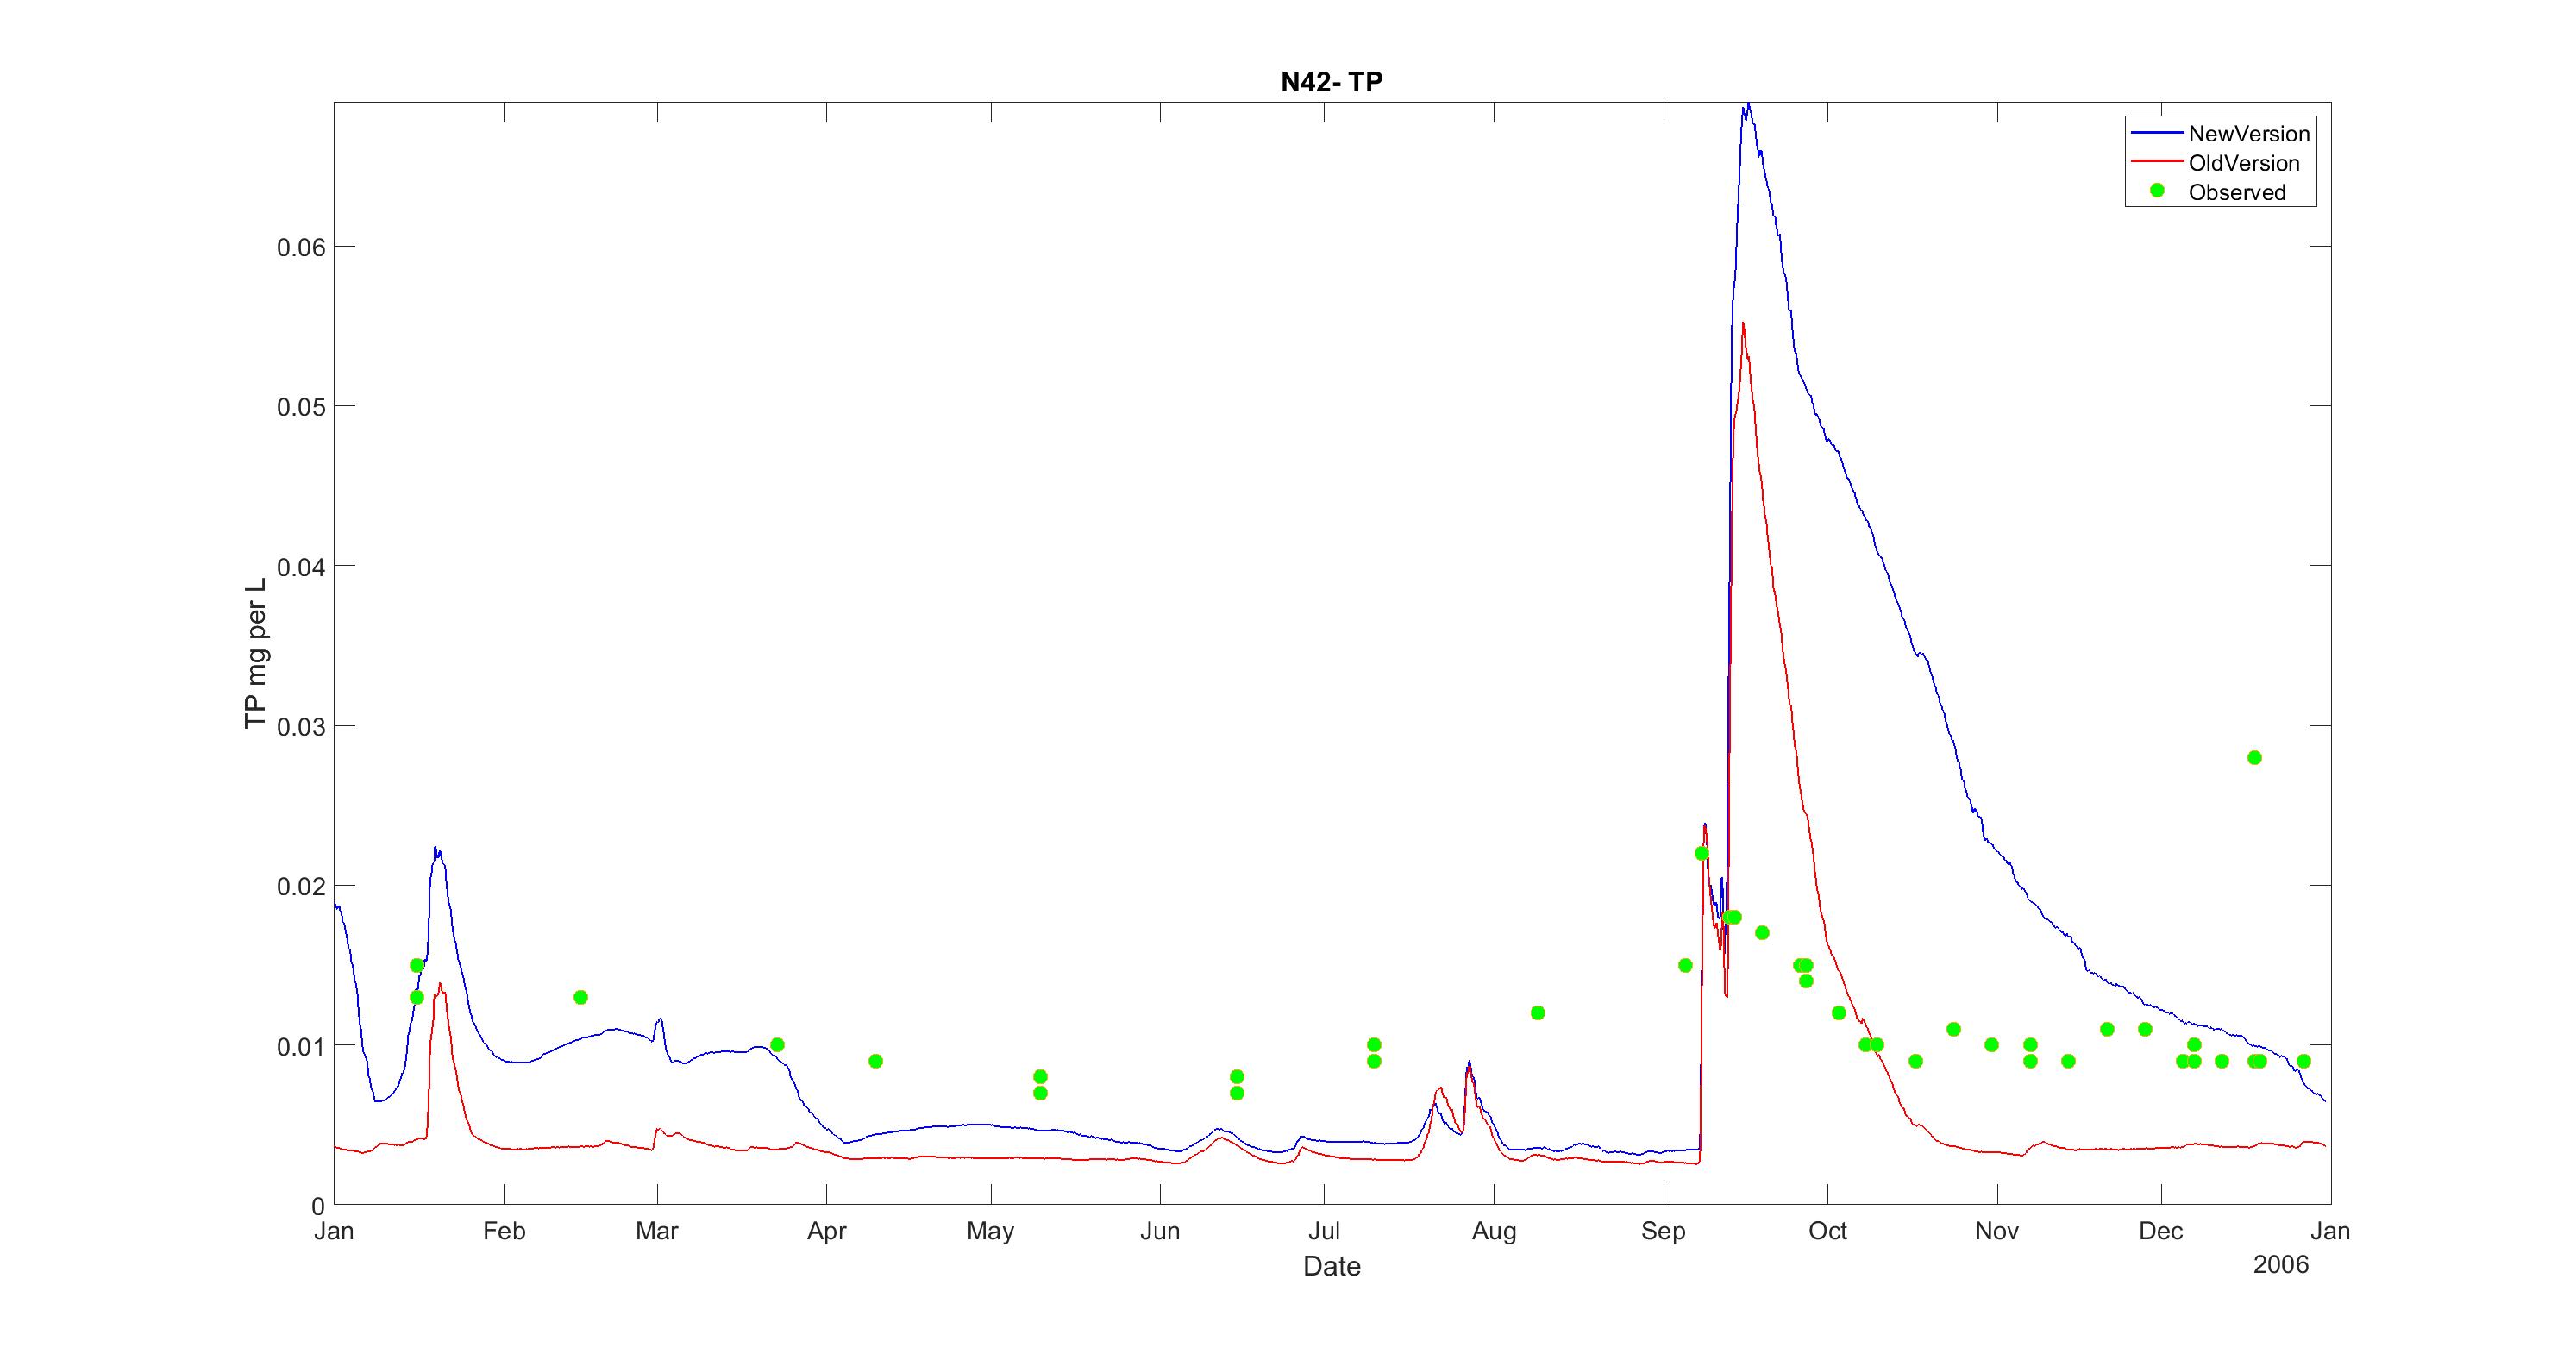 N42- TP
NewVersion
OldVersion
Observed
0.06
0.05
0.04
0.03
0.02
0.01
0
TP mg per L
Jan Feb Mar Apr May Jun Jul Aug Sep Oct Nov Dec Jan
Date
2006